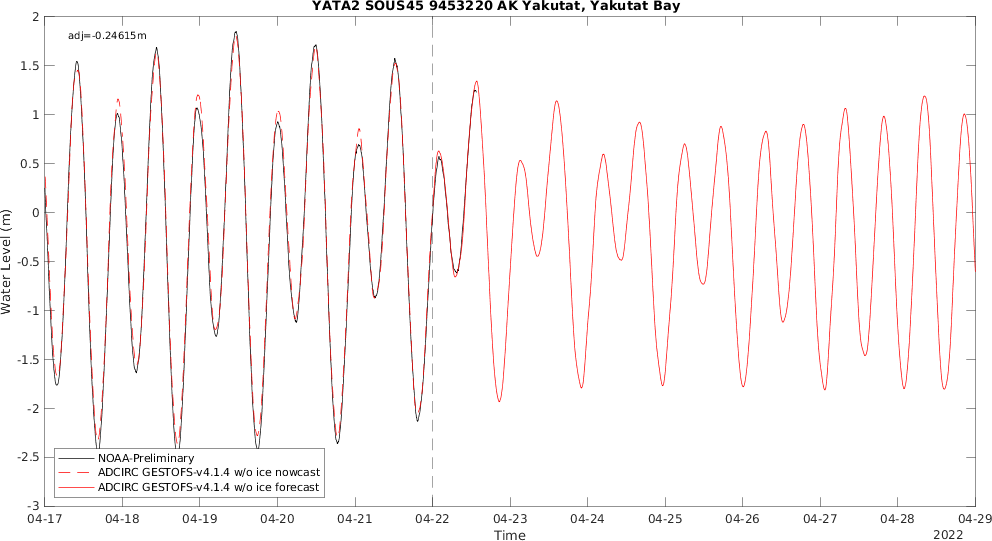 YATA2 SOUS45 9453220 AK Yakutat, Yakutat Bay
adj=-0.24615m
2
1.5
1
0.5
0
-0.5
-1
-1.5
-2
-2.5
-3
Water Level (m)
NOAA-Preliminary
ADCIRC GESTOFS-v4.1.4 w/o ice nowcast
ADCIRC GESTOFS-v4.1.4 w/o ice forecast
04-17 04-18 04-19 04-20 04-21 04-22 04-23 04-24 04-25 04-26 04-27 04-28 04-29
Time
2022